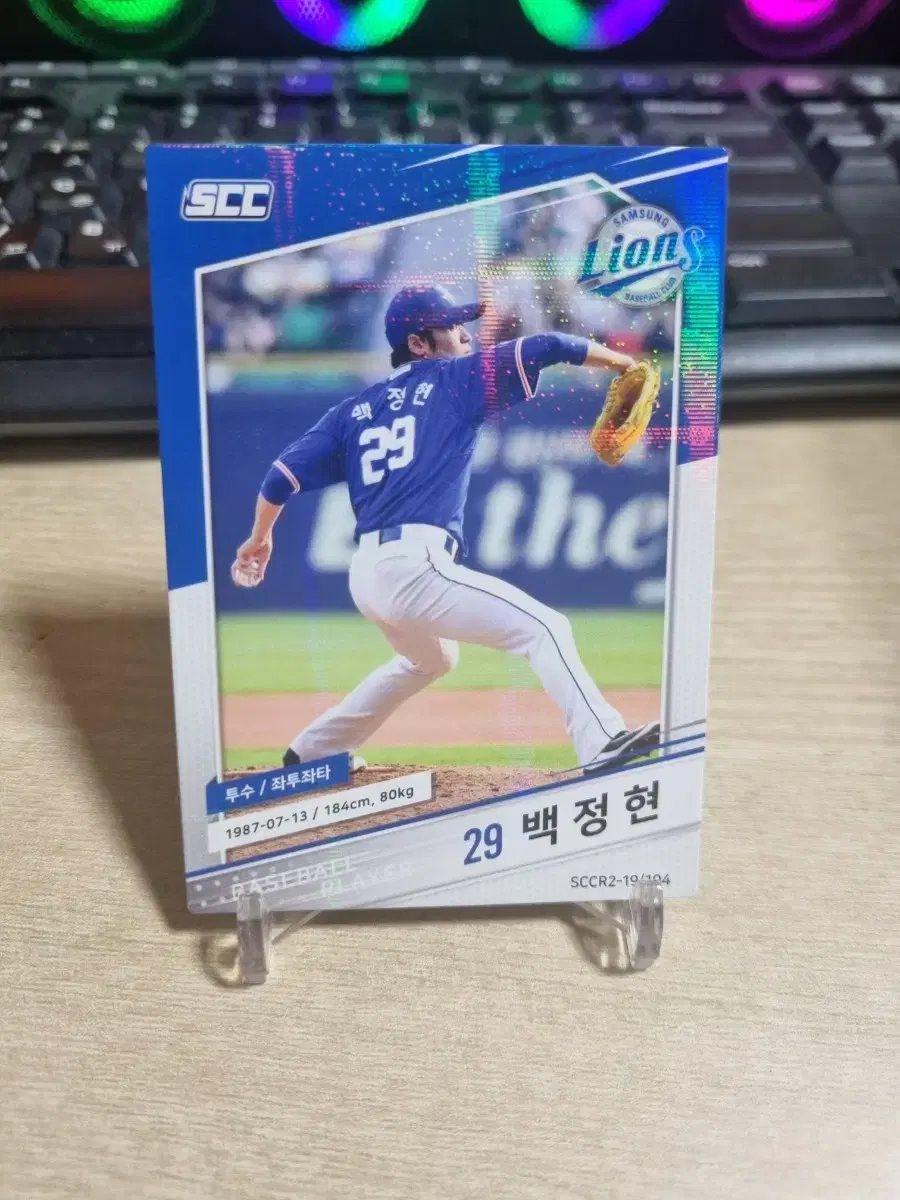 SCC
SAMSUNG
Lions
BASEBALL CLUB
백정현
29
the
투수 / 좌투좌타
1987-07-13 / 184cm, 80kg
29 백정현
BASEBALL
PLAYER
SCCR2-19/104